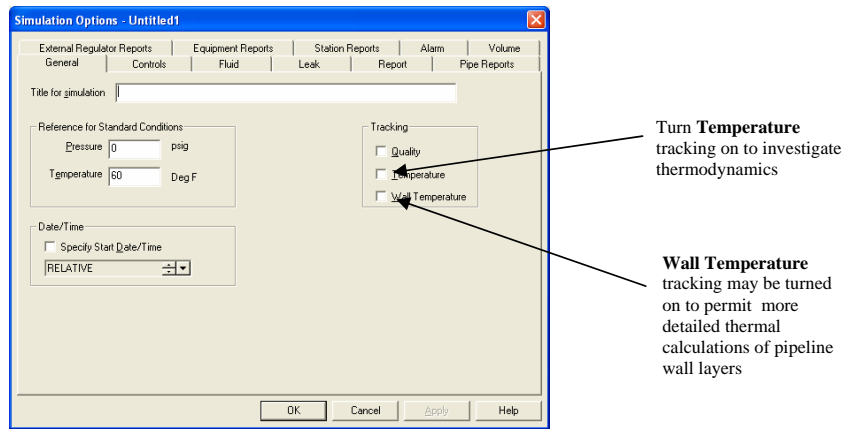 Simulation Options - Untitled1
External Regulator Reports Equipment Reports Station Reports Alarm Volume
General Controls Fluid Leak Report Pipe Reports
Title for simulation
Reference for Standard Conditions
Pressure 0 psig
Temperature 60 Deg F
Tracking
Quality
Temperature
Wall Temperature
Date/Time
Specify Start Date/Time
RELATIVE
OK Cancel Apply Help
Turn Temperature
tracking on to investigate
thermodynamics
Wall Temperature
tracking may be turned
on to permit more
detailed thermal
calculations of pipeline
wall layers